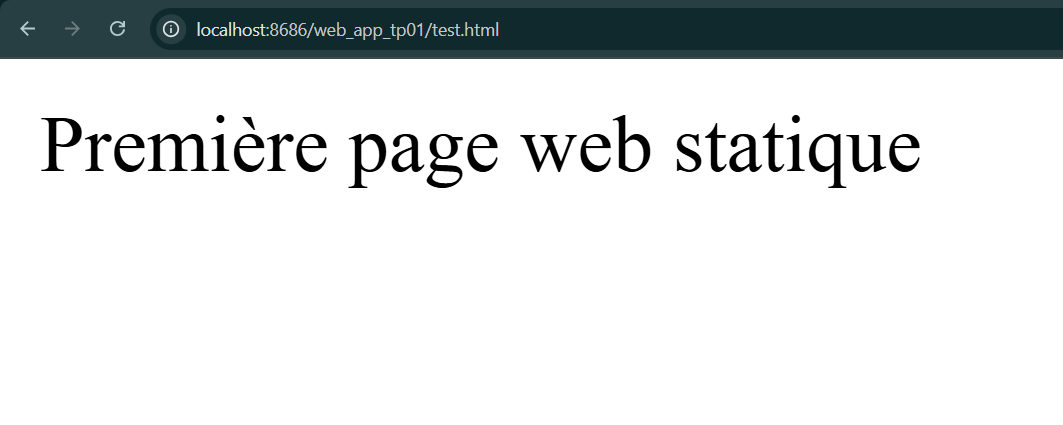 localhost:8686/web_app_tp01/test.html
Première page web statique